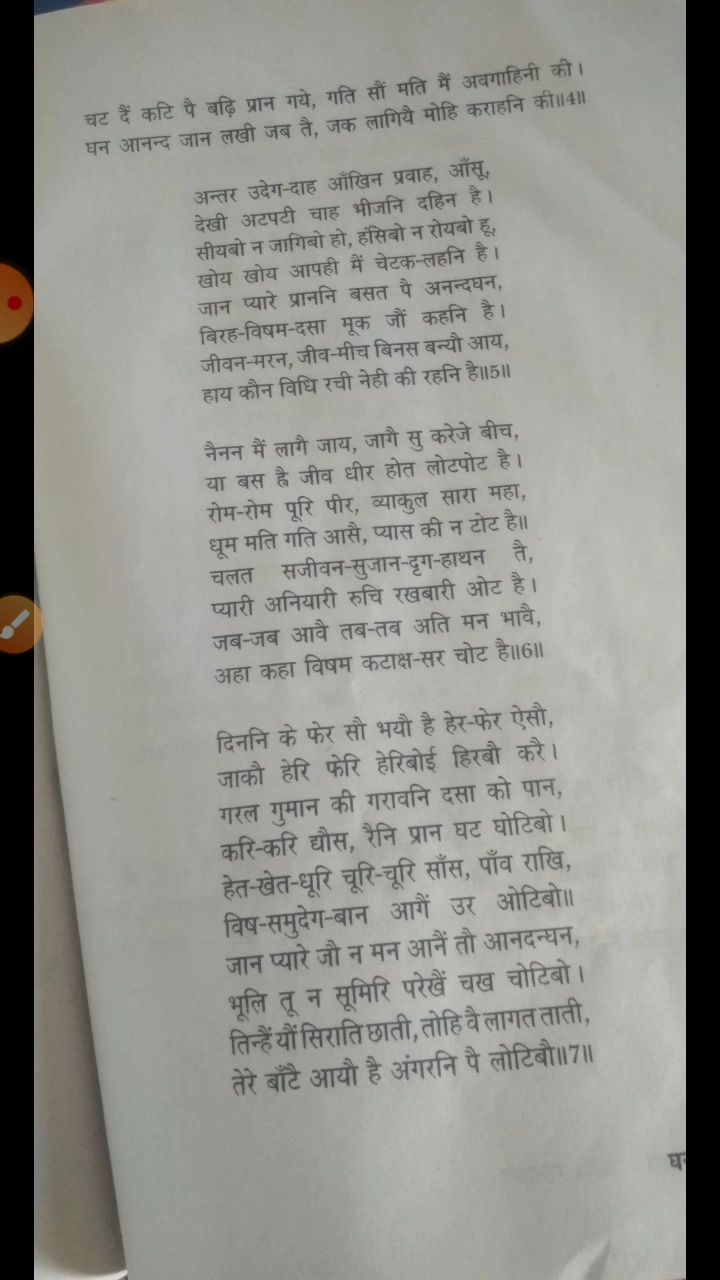 चट दैं कटि पै बढ़ि प्रान गये, गति सौं मति मैं अवगाहिनी की।
घन आनन्द जान लखी जब तै, जक लागियै मोहि कराहनि की॥4॥
अन्तर उदेग-दाह आँखिन प्रवाह, आँसू,
देखी अटपटी चाह भीजनि दहिन है।
सीयबो न जागिबो हो, हंसिबो न रोयबो हू,
खोय खोय आपही मैं चेटक-लहनि है।
जान प्यारे प्राननि बसत पै अनन्दघन,
बिरह-विषम-दसा मूक जौं कहनि है।
जीवन-मरन, जीव-मीच बिनस बन्यौ आय,
हाय कौन विधि रची नेही की रहनि है॥5॥
नैनन मैं लागै जाय, जागै सु करेजे बीच,
या बस ह्वै जीव धीर होत लोटपोट है।
रोम-रोम पूरि पीर, व्याकुल सारा महा,
धूम मति गति आसै, प्यास की न टोट है॥
चलत सजीवन-सुजान-दृग-हाथन तै,
प्यारी अनियारी रुचि रखबारी ओट है।
जब-जब आवै तब-तब अति मन भावै,
अहा कहा विषम कटाक्ष-सर चोट है॥6॥
दिननि के फेर सौ भयौ है हेर-फेर ऐसौ,
जाकौ हेरि फेरि हेरिबोई हिरबौ करै।
गरल गुमान की गरावनि दसा को पान,
करि-करि द्यौस, रैनि प्रान घट घोटिबो।
हेत-खेत-धूरि चूरि-चूरि साँस, पाँव राखि,
विष-समुदेग-बान आगैं उर ओटिबो॥
जान प्यारे जौ न मन आनैं तौ आनदन्घन,
भूलि तू न सूमिरि परेखैं चख चोटिबो।
तिन्हैं यौं सिराति छाती, तोहि वै लागत ताती,
तेरे बाँटै आयौ है अंगरनि पै लोटिबौ॥7॥